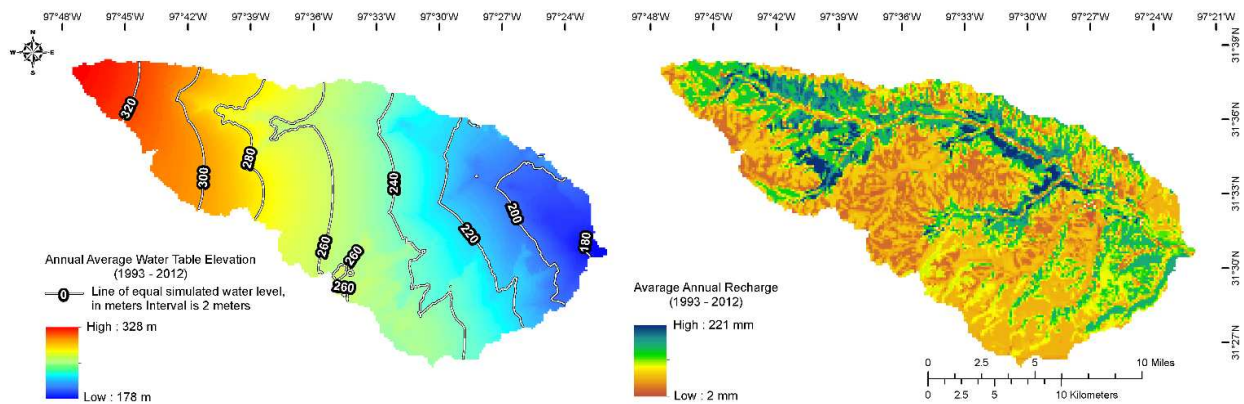 97°48'W 97°45'W 97°42'W 97°39'W 97°36'W 97°33'W 97°30'W 97°27'W 97°24'W
N
W E
S
320
300
280
260
240
220
200
180
260
260
Annual Average Water Table Elevation
(1993 - 2012)
0 Line of equal simulated water level,
in meters Interval is 2 meters
High : 328 m
Low : 178 m
97°48'W 97°45'W 97°42'W 97°39'W 97°36'W 97°33'W 97°30'W 97°27'W 97°24'W 97°21'W
31°39'N
31°36'N
31°33'N
31°30'N
31°27'N
Avarage Annual Recharge
(1993 - 2012)
High : 221 mm
Low : 2 mm
0 2.5 5 10 Miles
0 2.5 5 10 Kilometers